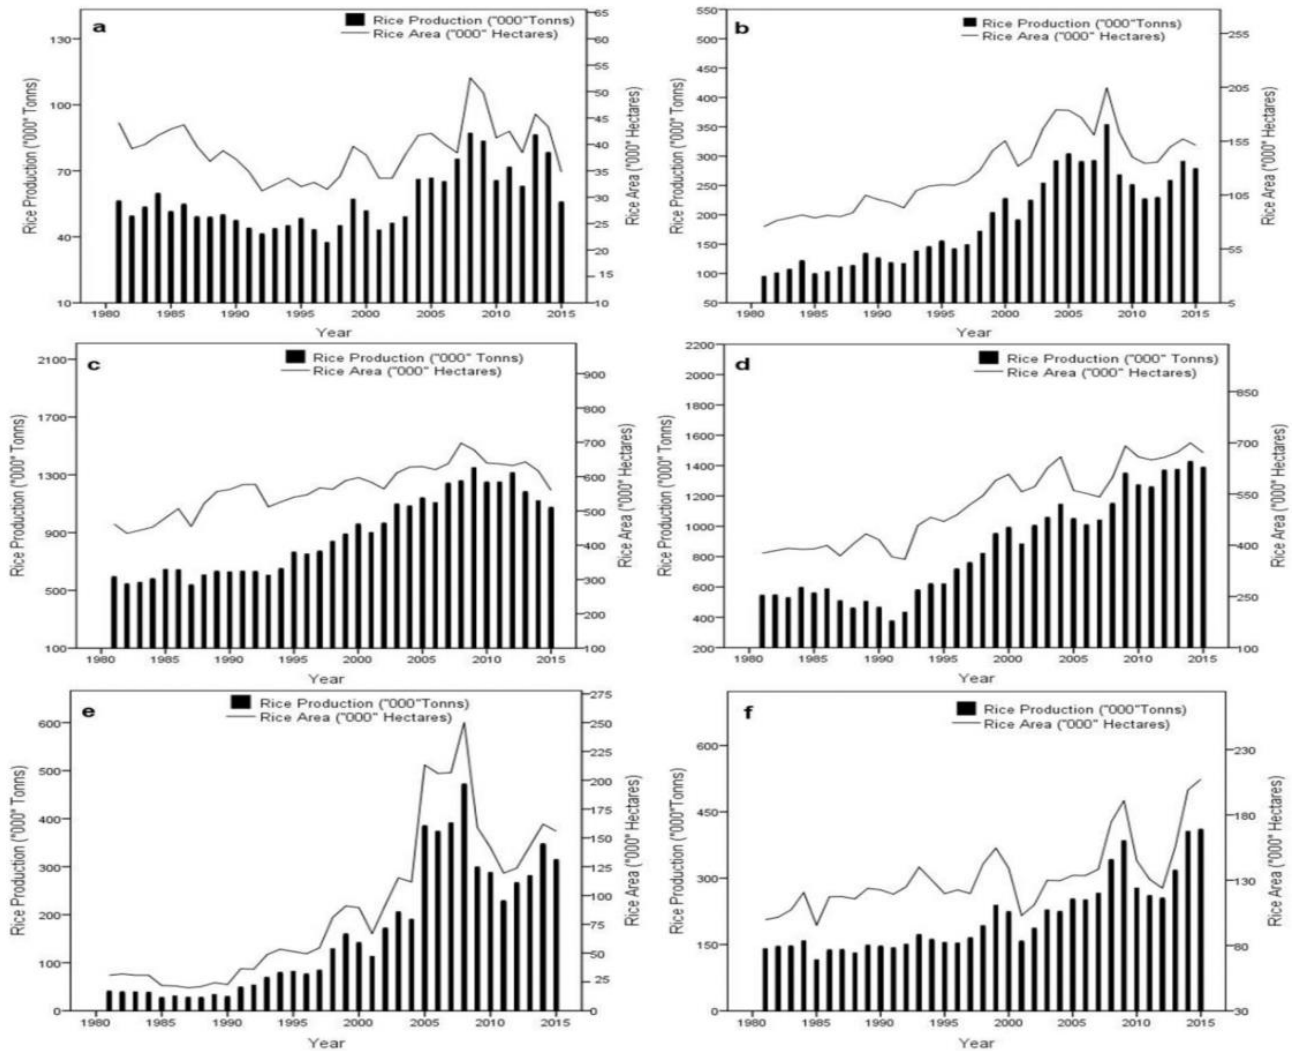 a
Rice Production ("000"Tonns)
Rice Area ("000" Hectares)
Rice Production ("000" Tonns)
130
100
70
40
10
65
60
55
50
45
40
35
30
25
20
15
10
Rice Area ("000" Hectares)
1980 1985 1990 1995 2000 2005 2010 2015
Year
b
Rice Production ("000"Tonns)
Rice Area ("000" Hectares)
Rice Production ("000" Tonns)
550
500
450
400
350
300
250
200
150
100
50
255
205
155
105
55
5
Rice Area ("000" Hectares)
1980 1985 1990 1995 2000 2005 2010 2015
Year
c
Rice Production ("000" Tonns)
Rice Area ("000" Hectares)
Rice Production ("000" Tonns)
2100
1700
1300
900
500
100
900
800
700
600
500
400
300
200
100
Rice Area ("000" Hectares)
1980 1985 1990 1995 2000 2005 2010 2015
Year
d
Rice Production ("000" Tonns)
Rice Area ("000" Hectares)
Rice Production ("000" Tonns)
2200
2000
1800
1600
1400
1200
1000
800
600
400
200
850
700
550
400
250
100
Rice Area ("000" Hectares)
1980 1985 1990 1995 2000 2005 2010 2015
Year
e
Rice Production ("000"Tonns)
Rice Area ("000" Hectares)
Rice Production ("000" Tonns)
600
500
400
300
200
100
0
275
250
225
200
175
150
125
100
75
50
25
0
Rice Area ("000" Hectares)
1980 1985 1990 1995 2000 2005 2010 2015
Year
f
Rice Production ("000"Tonns)
Rice Area ("000" Hectares)
Rice Production ("000"Tonns)
600
450
300
150
0
230
180
130
80
30
Rice Area ("000" Hectares)
1980 1985 1990 1995 2000 2005 2010 2015
Year